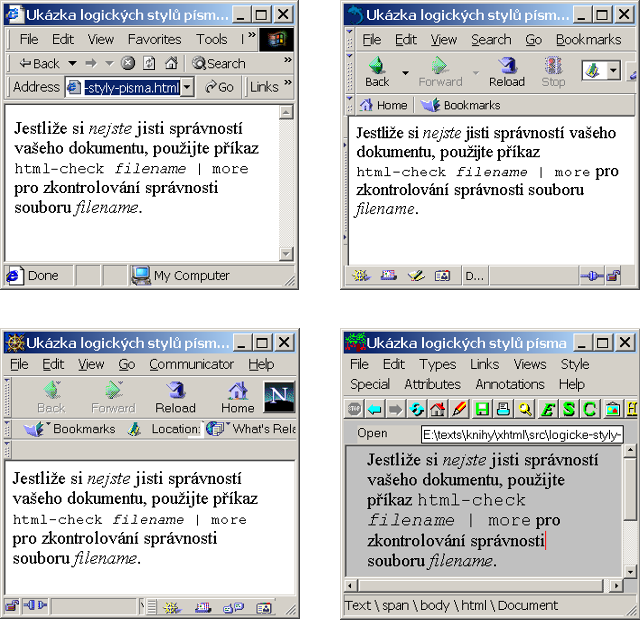 Ukázka logických stylů písm...
File Edit View Favorites Tools »
Back Search »
Address -styly-pisma.html Go Links »
Jestliže si nejste jisti správností
vašeho dokumentu, použijte příkaz
html-check filename | more
pro zkontrolování správnosti
souboru filename.
Done My Computer
Ukázka logických stylů písma ...
File Edit View Search Go Bookmarks
Back Forward Reload Stop
Home Bookmarks
Jestliže si nejste jisti správností vašeho
dokumentu, použijte příkaz
html-check filename | more pro
zkontrolování správnosti souboru
filename.
D...
Ukázka logických stylů písm...
File Edit View Go Communicator Help
Back Forward Reload Home N
Bookmarks Location: What's Rela
Jestliže si nejste jisti správností
vašeho dokumentu, použijte příkaz
html-check filename | more
pro zkontrolování správnosti
souboru filename.
Ukázka logických stylů písma
File Edit Types Links Views Style
Special Attributes Annotations Help
E S C
Open E:\texts\knihy\xhtml\src\logicke-styly-
Jestliže si nejste jisti správností
vašeho dokumentu, použijte
příkaz html-check
filename | more pro
zkontrolování správnosti
souboru filename.
Text \ span \ body \ html \ Document